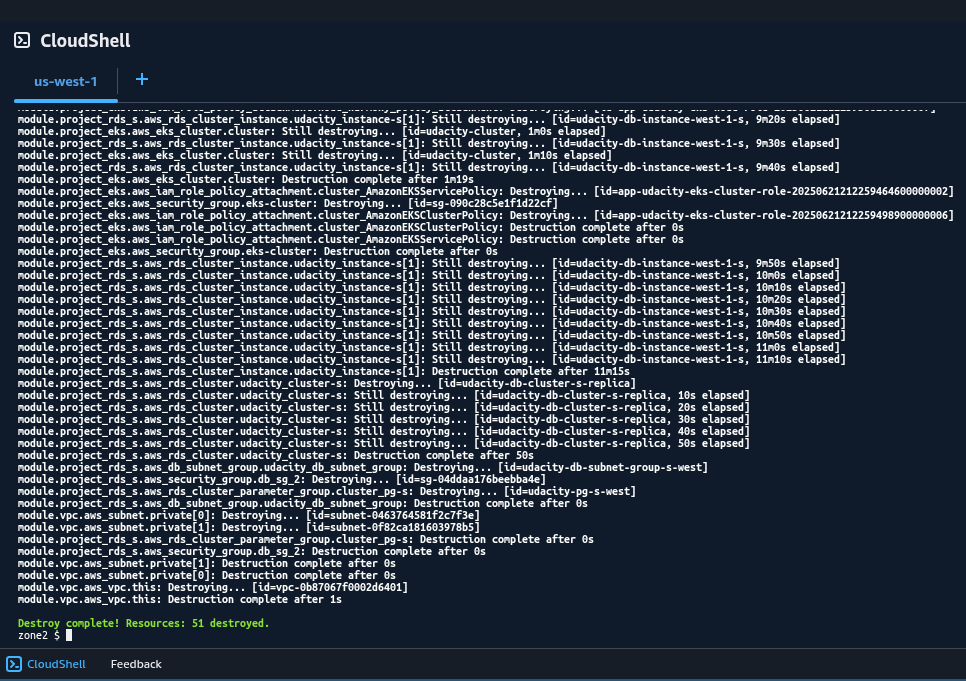 CloudShell
us-west-1
+
module.project_rds_s.aws_rds_cluster_instance.udacity_instance-s[1]: Still destroying... [id=udacity-db-instance-west-1-s, 9m20s elapsed]
module.project_eks.aws_eks_cluster.cluster: Still destroying... [id=udacity-cluster, 1m0s elapsed]
module.project_rds_s.aws_rds_cluster_instance.udacity_instance-s[1]: Still destroying... [id=udacity-db-instance-west-1-s, 9m30s elapsed]
module.project_eks.aws_eks_cluster.cluster: Still destroying... [id=udacity-cluster, 1m10s elapsed]
module.project_rds_s.aws_rds_cluster_instance.udacity_instance-s[1]: Still destroying... [id=udacity-db-instance-west-1-s, 9m40s elapsed]
module.project_eks.aws_eks_cluster.cluster: Destruction complete after 1m19s
module.project_eks.aws_iam_role_policy_attachment.cluster_AmazonEKSServicePolicy: Destroying... [id=app-udacity-eks-cluster-role-20250621212259464600000002]
module.project_eks.aws_security_group.eks-cluster: Destroying... [id=sg-090c28c5e1f1d22cf]
module.project_eks.aws_iam_role_policy_attachment.cluster_AmazonEKSClusterPolicy: Destroying... [id=app-udacity-eks-cluster-role-20250621212259498900000006]
module.project_eks.aws_iam_role_policy_attachment.cluster_AmazonEKSClusterPolicy: Destruction complete after 0s
module.project_eks.aws_iam_role_policy_attachment.cluster_AmazonEKSServicePolicy: Destruction complete after 0s
module.project_eks.aws_security_group.eks-cluster: Destruction complete after 0s
module.project_rds_s.aws_rds_cluster_instance.udacity_instance-s[1]: Still destroying... [id=udacity-db-instance-west-1-s, 9m50s elapsed]
module.project_rds_s.aws_rds_cluster_instance.udacity_instance-s[1]: Still destroying... [id=udacity-db-instance-west-1-s, 10m0s elapsed]
module.project_rds_s.aws_rds_cluster_instance.udacity_instance-s[1]: Still destroying... [id=udacity-db-instance-west-1-s, 10m10s elapsed]
module.project_rds_s.aws_rds_cluster_instance.udacity_instance-s[1]: Still destroying... [id=udacity-db-instance-west-1-s, 10m20s elapsed]
module.project_rds_s.aws_rds_cluster_instance.udacity_instance-s[1]: Still destroying... [id=udacity-db-instance-west-1-s, 10m30s elapsed]
module.project_rds_s.aws_rds_cluster_instance.udacity_instance-s[1]: Still destroying... [id=udacity-db-instance-west-1-s, 10m40s elapsed]
module.project_rds_s.aws_rds_cluster_instance.udacity_instance-s[1]: Still destroying... [id=udacity-db-instance-west-1-s, 10m50s elapsed]
module.project_rds_s.aws_rds_cluster_instance.udacity_instance-s[1]: Still destroying... [id=udacity-db-instance-west-1-s, 11m0s elapsed]
module.project_rds_s.aws_rds_cluster_instance.udacity_instance-s[1]: Still destroying... [id=udacity-db-instance-west-1-s, 11m10s elapsed]
module.project_rds_s.aws_rds_cluster_instance.udacity_instance-s[1]: Destruction complete after 11m15s
module.project_rds_s.aws_rds_cluster.udacity_cluster-s: Destroying... [id=udacity-db-cluster-s-replica]
module.project_rds_s.aws_rds_cluster.udacity_cluster-s: Still destroying... [id=udacity-db-cluster-s-replica, 10s elapsed]
module.project_rds_s.aws_rds_cluster.udacity_cluster-s: Still destroying... [id=udacity-db-cluster-s-replica, 20s elapsed]
module.project_rds_s.aws_rds_cluster.udacity_cluster-s: Still destroying... [id=udacity-db-cluster-s-replica, 30s elapsed]
module.project_rds_s.aws_rds_cluster.udacity_cluster-s: Still destroying... [id=udacity-db-cluster-s-replica, 40s elapsed]
module.project_rds_s.aws_rds_cluster.udacity_cluster-s: Still destroying... [id=udacity-db-cluster-s-replica, 50s elapsed]
module.project_rds_s.aws_rds_cluster.udacity_cluster-s: Destruction complete after 50s
module.project_rds_s.aws_db_subnet_group.udacity_db_subnet_group: Destroying... [id=udacity-db-subnet-group-s-west]
module.project_rds_s.aws_security_group.db_sg_2: Destroying... [id=sg-04ddaa176beebba4e]
module.project_rds_s.aws_rds_cluster_parameter_group.cluster_pg-s: Destroying... [id=udacity-pg-s-west]
module.project_rds_s.aws_db_subnet_group.udacity_db_subnet_group: Destruction complete after 0s
module.vpc.aws_subnet.private[0]: Destroying... [id=subnet-0463764581f2c7f3e]
module.vpc.aws_subnet.private[1]: Destroying... [id=subnet-0f82ca181603978b5]
module.project_rds_s.aws_rds_cluster_parameter_group.cluster_pg-s: Destruction complete after 0s
module.project_rds_s.aws_security_group.db_sg_2: Destruction complete after 0s
module.vpc.aws_subnet.private[1]: Destruction complete after 0s
module.vpc.aws_subnet.private[0]: Destruction complete after 0s
module.vpc.aws_vpc.this: Destroying... [id=vpc-0b87067f0002d6401]
module.vpc.aws_vpc.this: Destruction complete after 1s
Destroy complete! Resources: 51 destroyed.
zone2 $
CloudShell Feedback